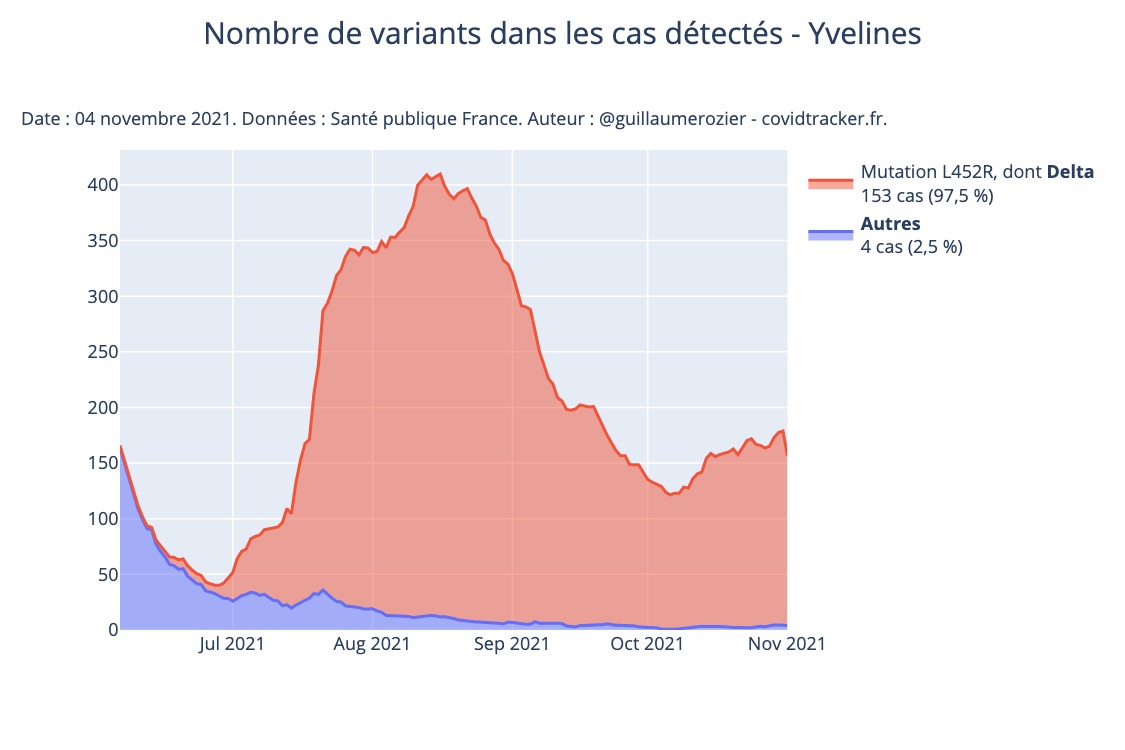 Nombre de variants dans les cas détectés - Yvelines
Date : 04 novembre 2021. Données : Santé publique France. Auteur : @guillaumerozier - covidtracker.fr.
Mutation L452R, dont Delta
153 cas (97,5 %)
Autres
4 cas (2,5 %)
400
350
300
250
200
150
100
50
0
Jul 2021
Aug 2021
Sep 2021
Oct 2021
Nov 2021